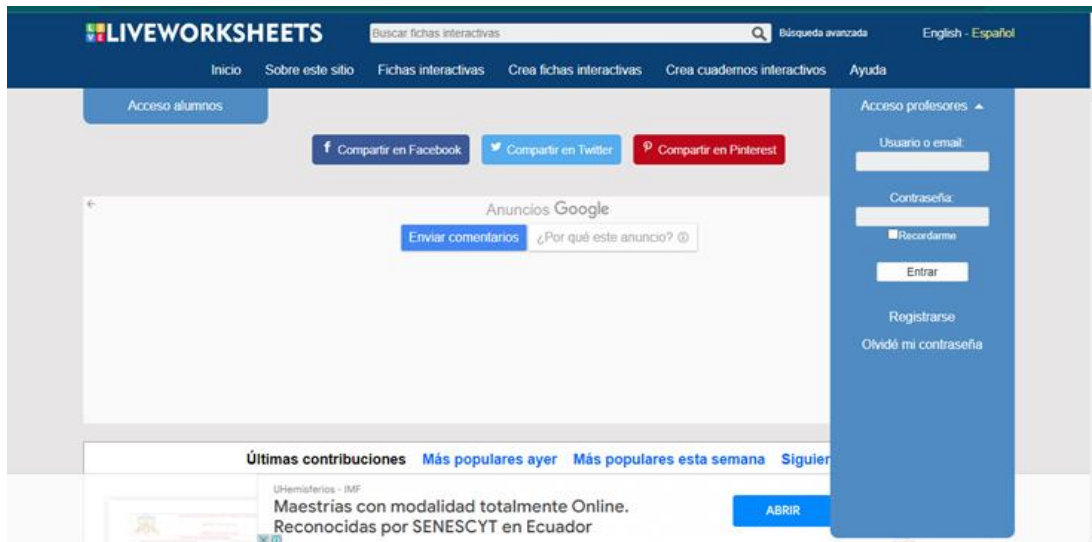 LIVEWORKSHEETS
Buscar fichas interactivas
Búsqueda avanzada
English - Español
Inicio Sobre este sitio Fichas interactivas Crea fichas interactivas Crea cuadernos interactivos Ayuda
Acceso alumnos
Acceso profesores
Compartir en Facebook
Compartir en Twitter
Compartir en Pinterest
Usuario o email:
Contraseña:
Recordarme
Entrar
Registrarse
Olvidé mi contraseña
Anuncios Google
Enviar comentarios
¿Por qué este anuncio?
Últimas contribuciones Más populares ayer Más populares esta semana Siguier
UHemisferios - IMF
Maestrías con modalidad totalmente Online.
Reconocidas por SENESCYT en Ecuador
ABRIR